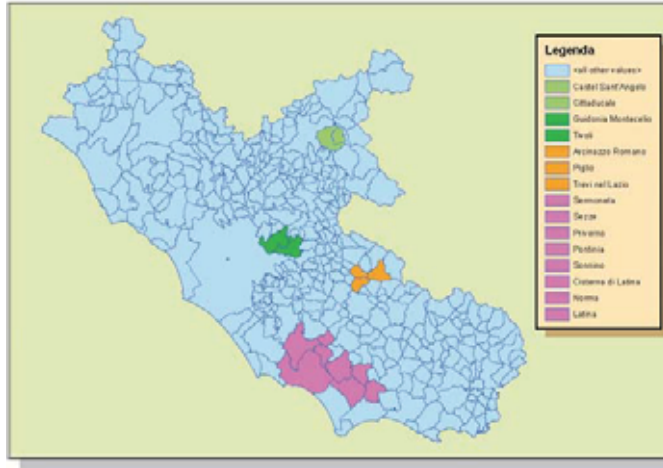 Legenda
<all other values>
Castel Sant'Angelo
Cittaducale
Guidonia Montecelio
Tivoli
Arcinazzo Romano
Piglio
Trevi nel Lazio
Sermoneta
Sezze
Priverno
Pontinia
Sonnino
Cisterna di Latina
Norma
Latina